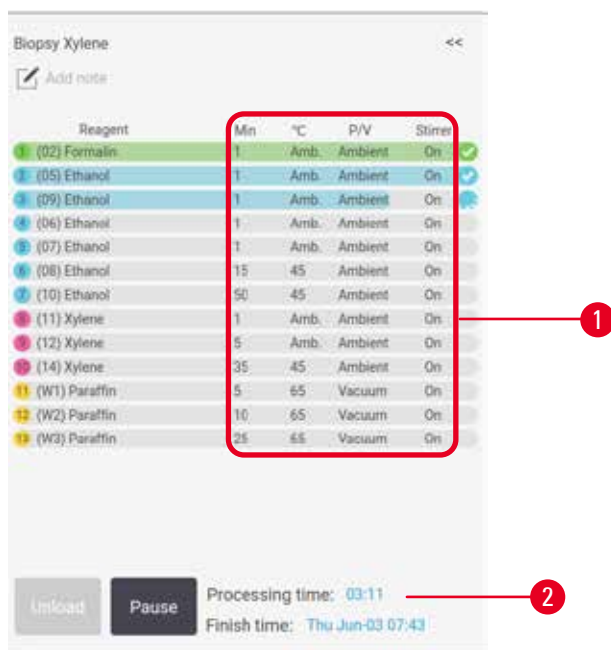 Biopsy Xylene <<
Add note
Reagent Min °C P/V Stirrer
1 (02) Formalin 1 Amb. Ambient On
2 (05) Ethanol 1 Amb. Ambient On
3 (09) Ethanol 1 Amb. Ambient On
4 (06) Ethanol 1 Amb. Ambient On
5 (07) Ethanol 1 Amb. Ambient On
6 (08) Ethanol 15 45 Ambient On
7 (10) Ethanol 50 45 Ambient On
8 (11) Xylene 1 Amb. Ambient On
9 (12) Xylene 5 Amb. Ambient On
10 (14) Xylene 35 45 Ambient On
11 (W1) Paraffin 5 65 Vacuum On
12 (W2) Paraffin 10 65 Vacuum On
13 (W3) Paraffin 25 65 Vacuum On
1
Unload Pause Processing time: 03:11 2
Finish time: Thu Jun-03 07:43